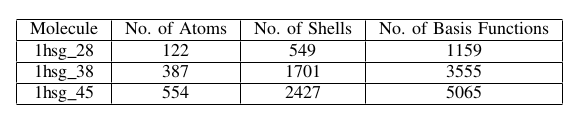 Molecule No. of Atoms No. of Shells No. of Basis Functions
1hsg_28 122 549 1159
1hsg_38 387 1701 3555
1hsg_45 554 2427 5065